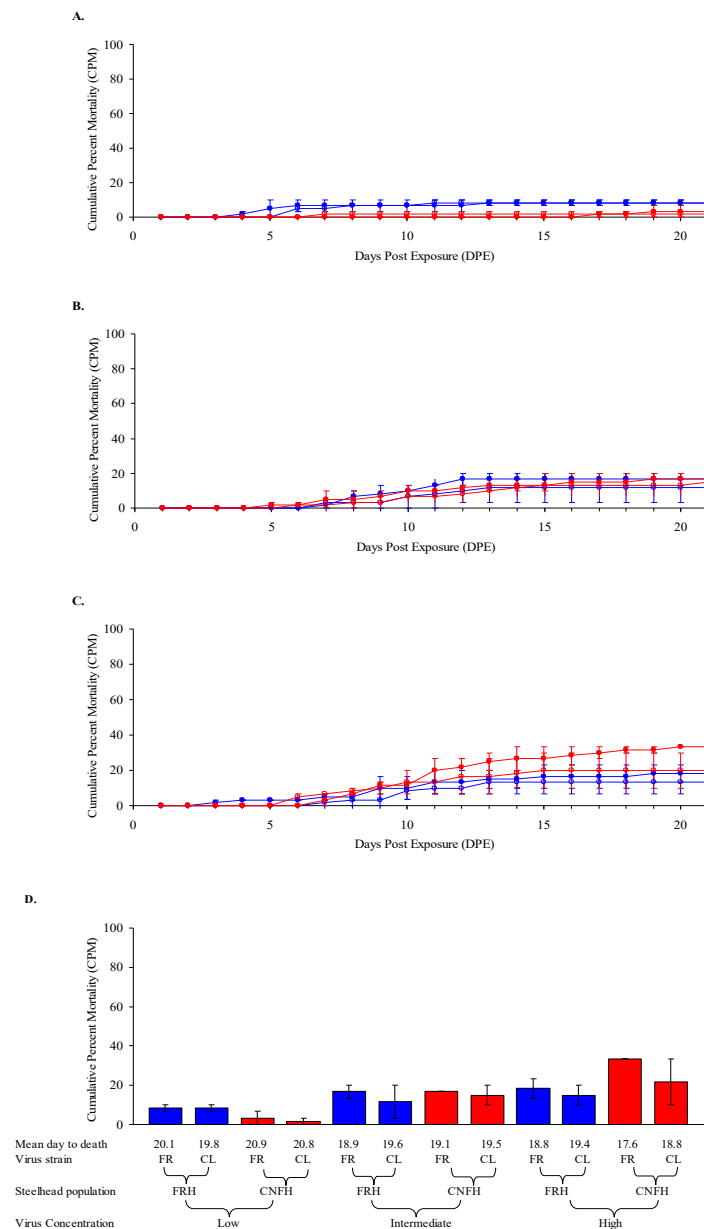 A.
Cumulative Percent Mortality (CPM)
100
80
60
40
20
0
0 5 10 15 20
Days Post Exposure (DPE)
B.
Cumulative Percent Mortality (CPM)
100
80
60
40
20
0
0 5 10 15 20
Days Post Exposure (DPE)
C.
Cumulative Percent Mortality (CPM)
100
80
60
40
20
0
0 5 10 15 20
Days Post Exposure (DPE)
D.
Cumulative Percent Mortality (CPM)
100
80
60
40
20
0
Mean day to death 20.1 19.8 20.9 20.8 18.9 19.6 19.1 19.5 18.8 19.4 17.6 18.8
Virus strain FR CL FR CL FR CL FR CL FR CL FR CL
Steelhead population FRH CNFH FRH CNFH FRH CNFH
Virus Concentration Low Intermediate High